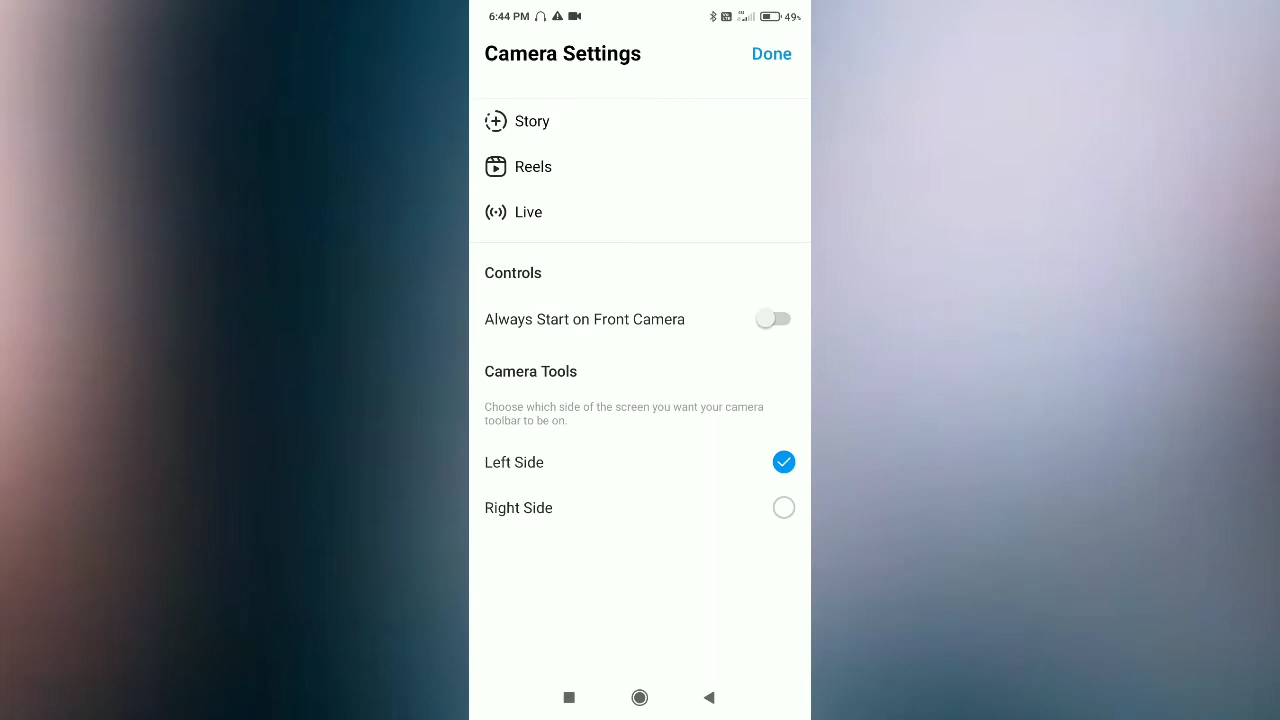 6:44 PM 49%
Camera Settings Done
Story
Reels
Live
Controls
Always Start on Front Camera
Camera Tools
Choose which side of the screen you want your camera
toolbar to be on.
Left Side
Right Side